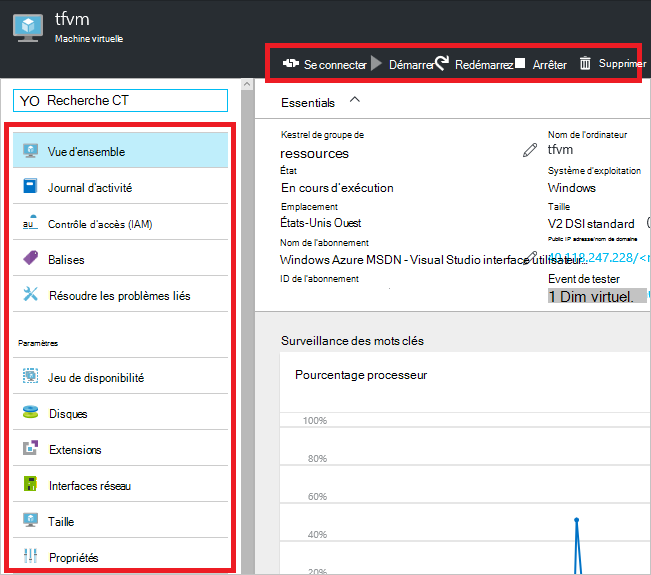 tfvm
Machine virtuelle
Se connecter Démarrer Redémarrez Arrêter Supprimer
YO Recherche CT
Vue d'ensemble
Journal d'activité
au Contrôle d'accès (IAM)
Balises
Résoudre les problèmes liés
Paramètres
Jeu de disponibilité
Disques
Extensions
Interfaces réseau
Taille
Propriétés
Essentials
Kestrel de groupe de
ressources
État
En cours d'exécution
Emplacement
États-Unis Ouest
Nom de l'abonnement
Windows Azure MSDN - Visual Studio interface utilisateur...
ID de l'abonnement
Nom de l'ordinateur
tfvm
Système d'exploitation
Windows
Taille
V2 DSI standard
Public IP adresse/nom de domaine
40.118.247.228/<n
Event de tester
1 Dim virtuel.
Surveillance des mots clés
Pourcentage processeur
100%
80%
60%
40%
20%